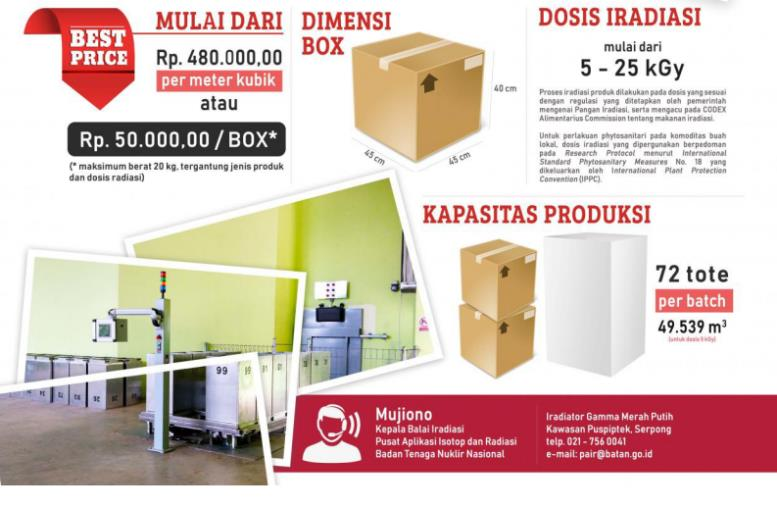 BEST
PRICE
MULAI DARI
Rp. 480.000,00
per meter kubik
atau
Rp. 50.000,00 / BOX*
(* maksimum berat 20 kg, tergantung jenis produk
dan dosis radiasi)
DIMENSI
BOX
40 cm
45 cm
45 cm
DOSIS IRADIASI
mulai dari
5 - 25 kGy
Proses iradiasi produk dilakukan pada dosis yang sesuai
dengan regulasi yang ditetapkan oleh pemerintah
mengenai Pangan Iradiasi, serta mengacu pada CODEX
Alimentarius Commission tentang makanan iradiasi.
Untuk perlakuan phytosanitari pada komoditas buah
lokal, dosis iradiasi yang dipergunakan berpedoman
pada Research Protocol menurut International
Standard Phytosanitary Measures No. 18 yang
dikeluarkan oleh International Plant Protection
Convention (IPPC).
KAPASITAS PRODUKSI
72 tote
per batch
49.539 m³
(untuk dosis 5 kGy)
99
Mujiono
Kepala Balai Iradiasi
Pusat Aplikasi Isotop dan Radiasi
Badan Tenaga Nuklir Nasional
Iradiator Gamma Merah Putih
Kawasan Puspiptek, Serpong
telp. 021 - 756 0041
e-mail: pair@batan.go.id